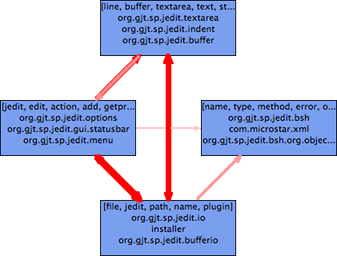 [line, buffer, textarea, text, st...
org.gjt.sp.jedit.textarea
org.gjt.sp.jedit.indent
org.gjt.sp.jedit.buffer
[jedit, edit, action, add, getpr...
org.gjt.sp.jedit.options
org.gjt.sp.jedit.gui.statusbar
org.gjt.sp.jedit.menu
[name, type, method, error, o...
org.gjt.sp.jedit.bsh
com.microstar.xml
org.gjt.sp.jedit.bsh.org.objec...
[file, jedit, path, name, plugin]
org.gjt.sp.jedit.io
installer
org.gjt.sp.jedit.bufferio